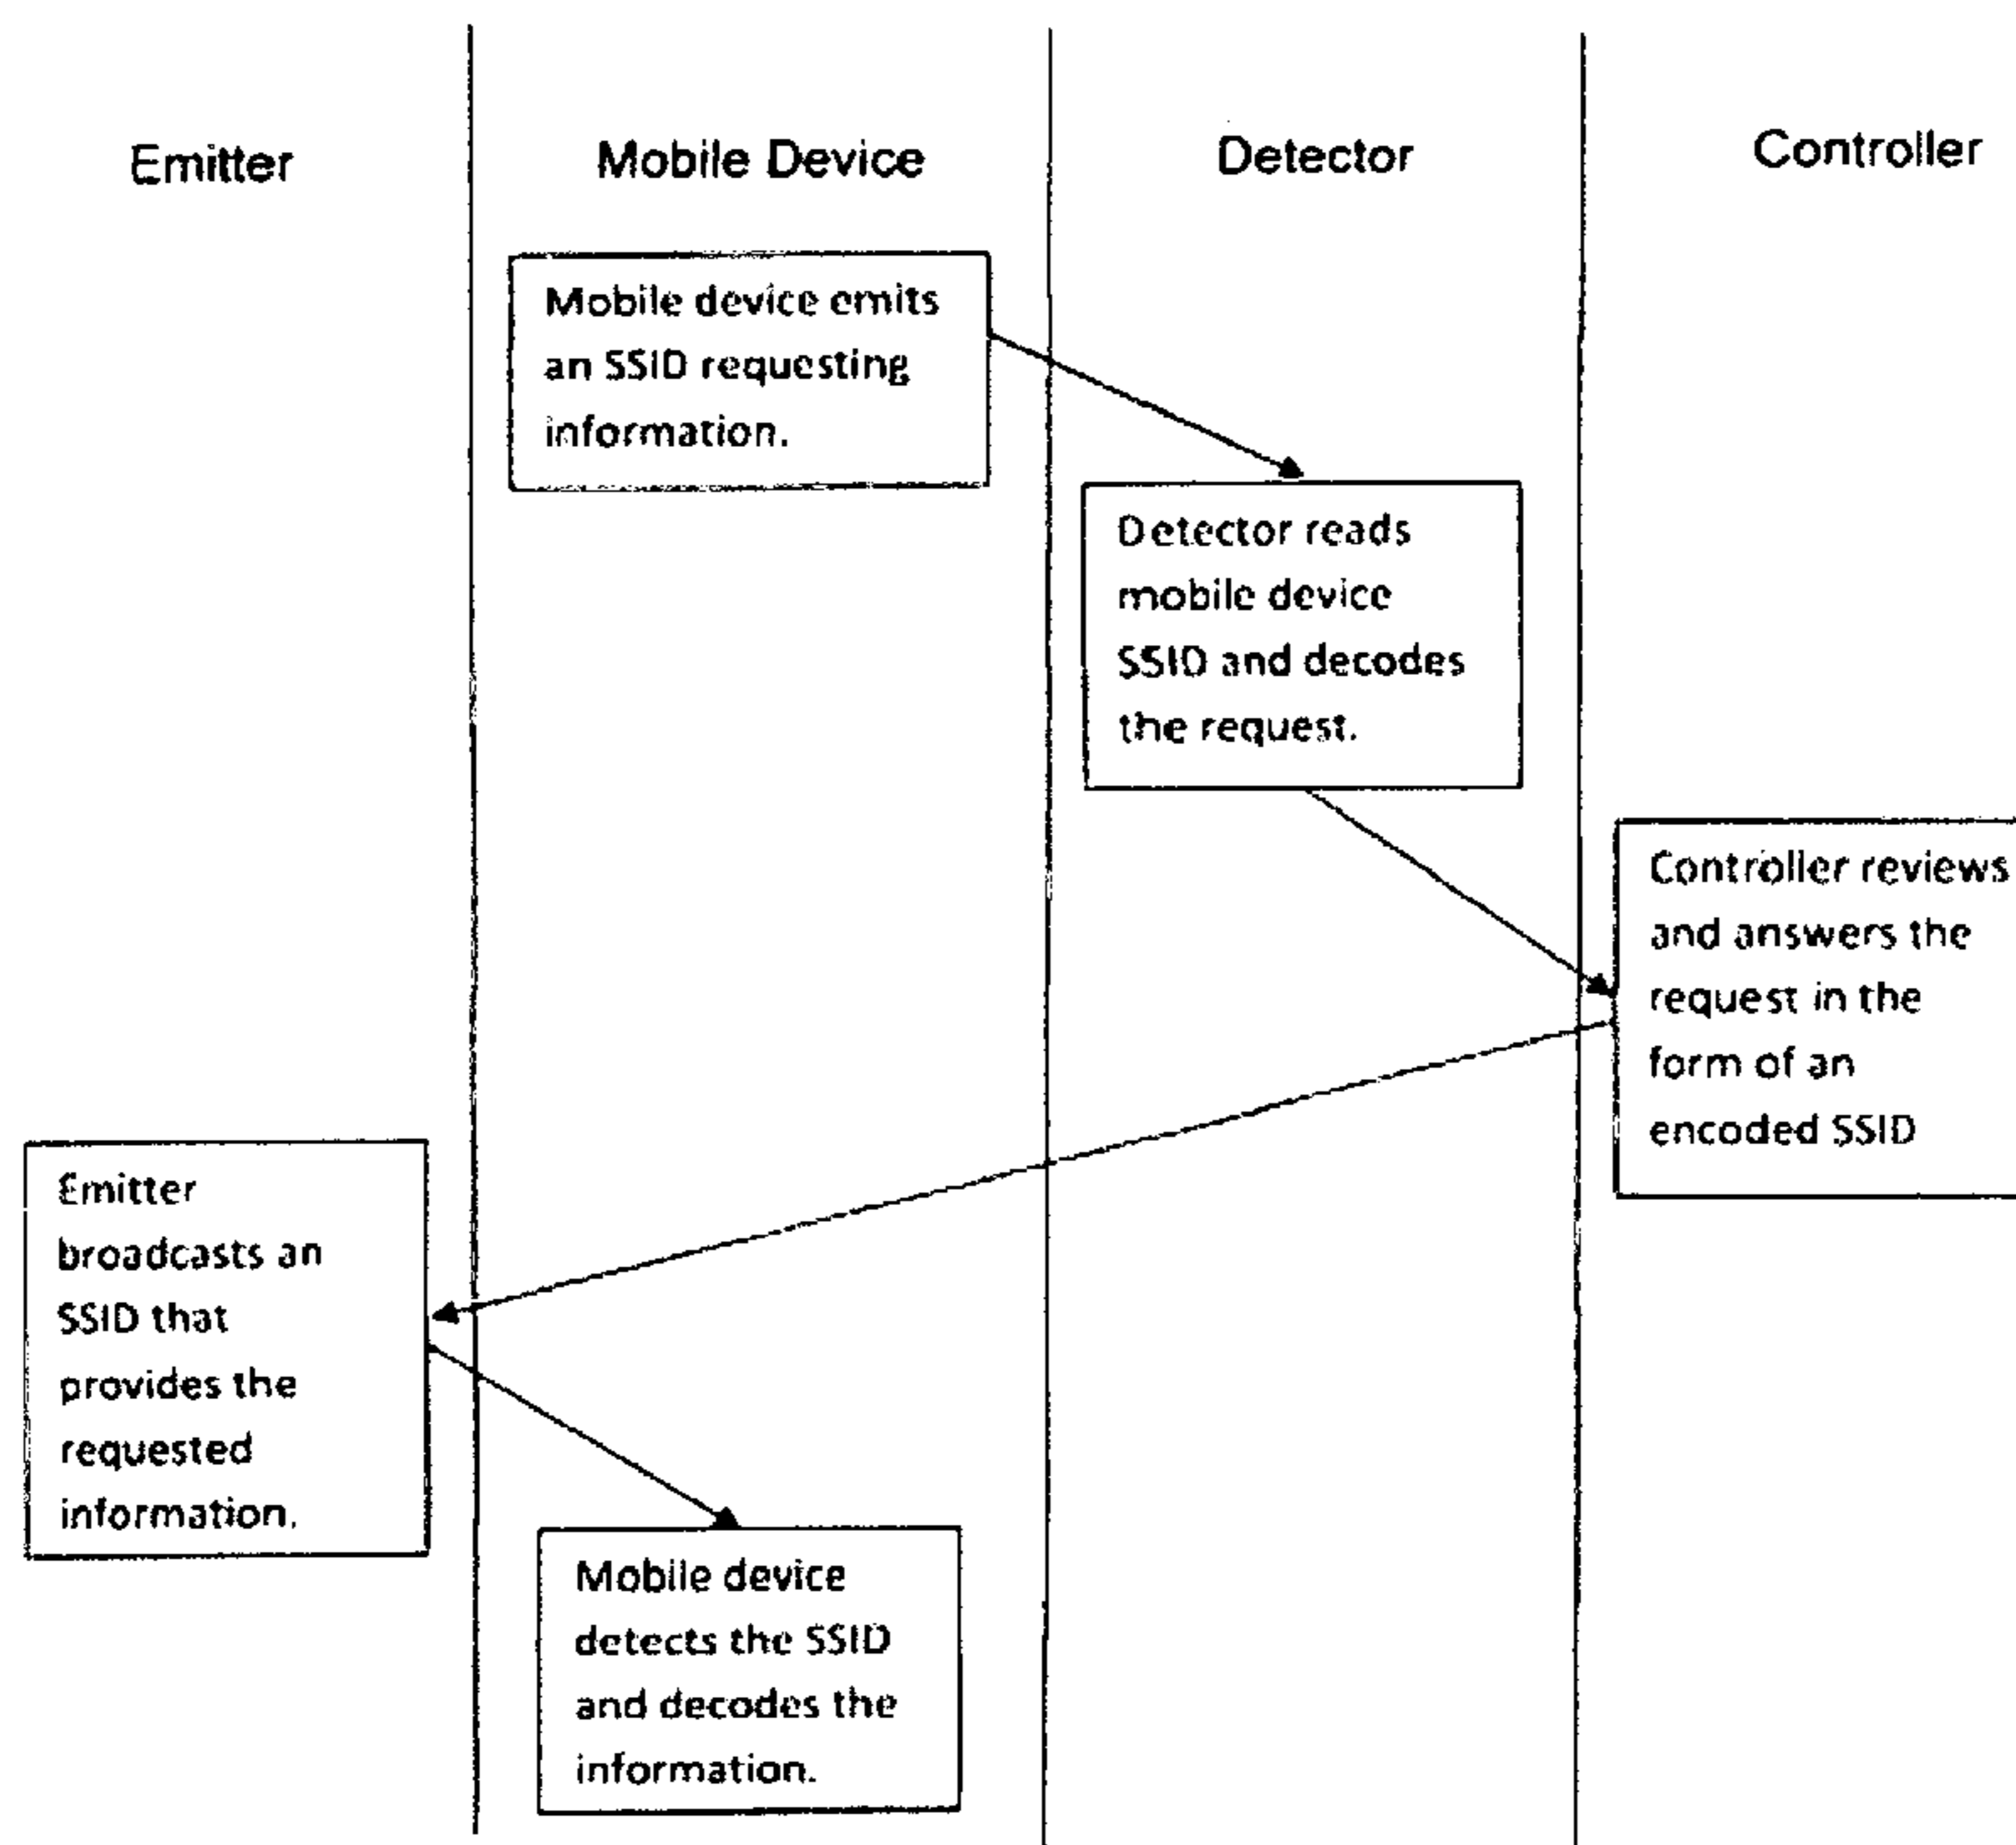 Emitter
Mobile Device
Detector
Controller
Mobile device emits
an SSID requesting
information.
Detector reads
mobile device
SSID and decodes
the request.
Controller reviews
and answers the
request in the
form of an
encoded SSID
Emitter
broadcasts an
SSID that
provides the
requested
information.
Mobile device
detects the SSID
and decodes the
information.